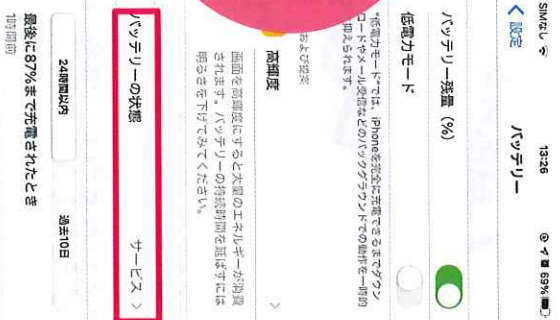 SIMなし 13:26 69%
設定 バッテリー
バッテリー残量 (%)
低電力モード
"低電力モード"では、iPhoneを完全に充電できるまでダウン
ロードやメール受信などのバックグラウンドでの動作を一時的
に抑えられます。
および提案
高輝度
画面を高輝度にすると大量のエネルギーが消費
されます。バッテリーの持続時間を延ばすには
明るさを下げてみてください。
バッテリーの状態 サービス
24時間以内 過去10日
最後に87%まで充電されたとき
1時間前